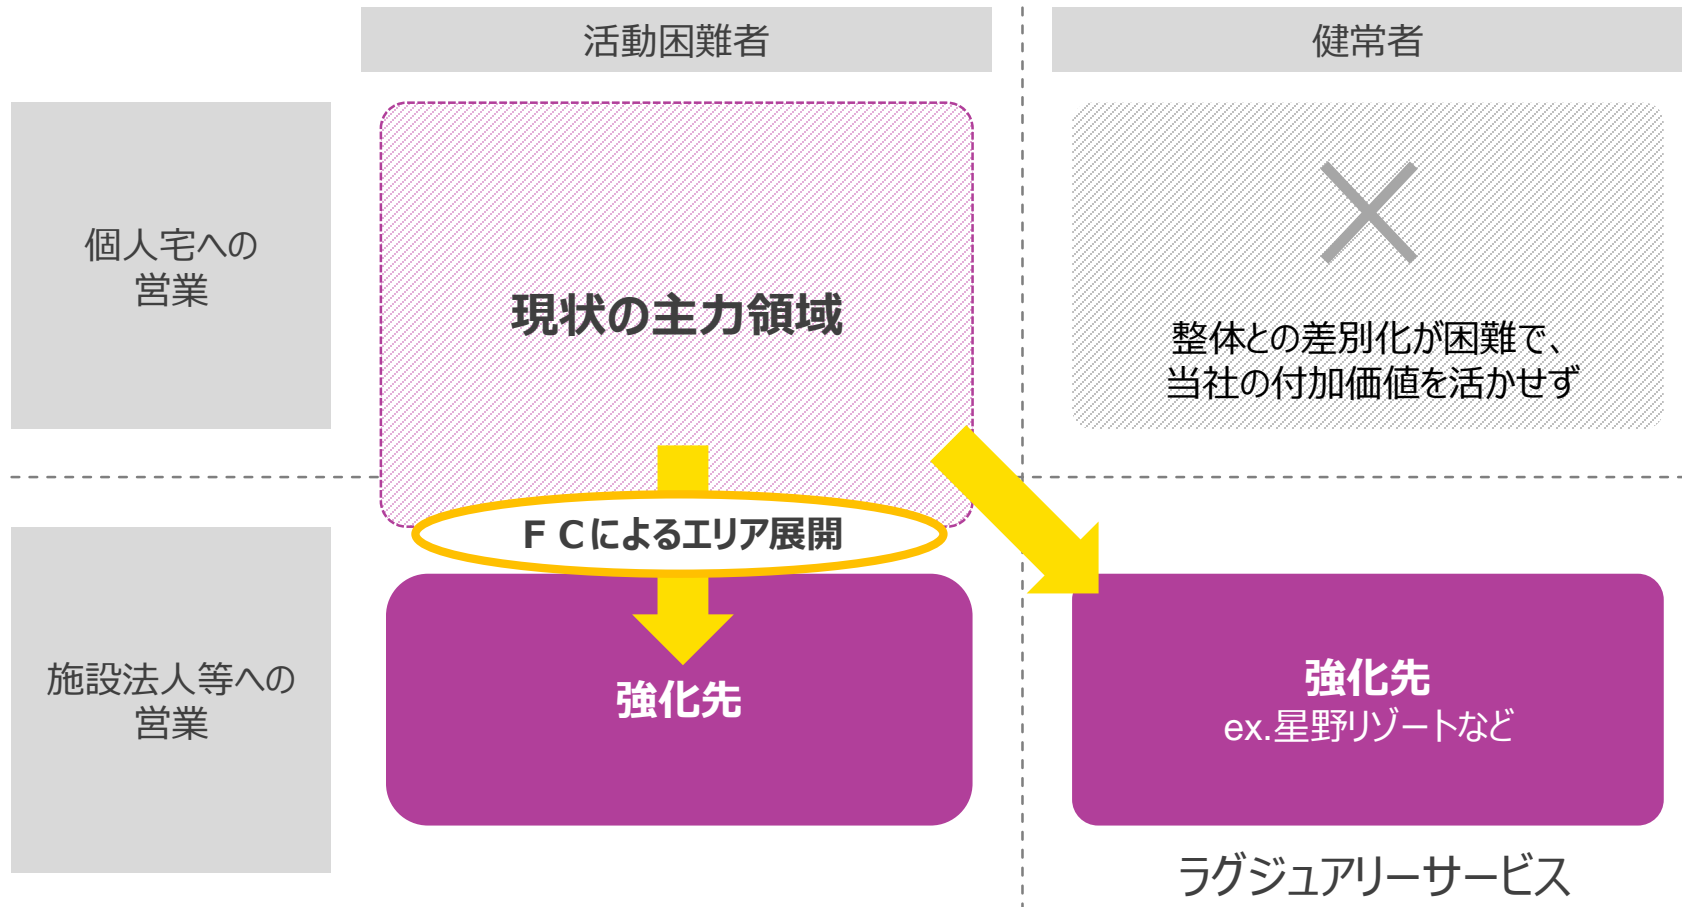 活動困難者
健常者
個人宅への
営業
現状の主力領域
整体との差別化が困難で、
当社の付加価値を活かせず
ＦＣによるエリア展開
施設法人等への
営業
強化先
強化先
ex.星野リゾートなど
ラグジュアリーサービス